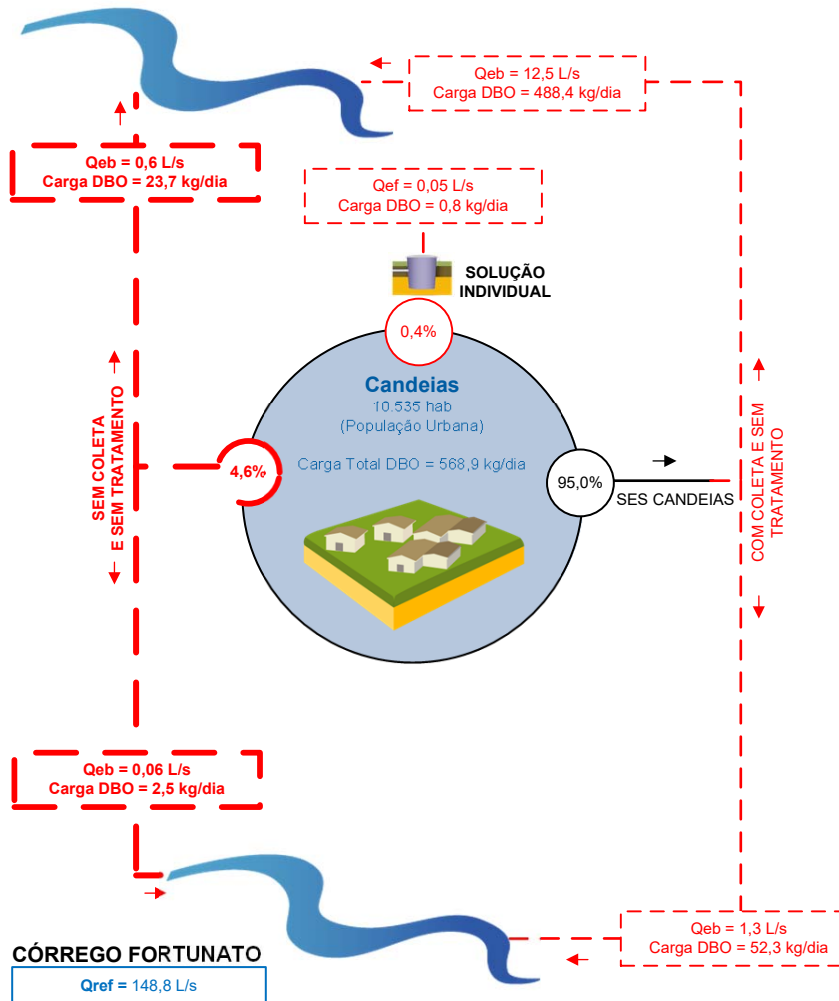 Qeb = 12,5 L/s
Carga DBO = 488,4 kg/dia
Qeb = 0,6 L/s
Carga DBO = 23,7 kg/dia
Qef = 0,05 L/s
Carga DBO = 0,8 kg/dia
SOLUÇÃO
INDIVIDUAL
0,4%
Candeias
10.535 hab
(População Urbana)
Carga Total DBO = 568,9 kg/dia
SEM COLETA
E SEM TRATAMENTO
4,6%
95,0%
SES CANDEIAS
COM COLETA E SEM
TRATAMENTO
Qeb = 0,06 L/s
Carga DBO = 2,5 kg/dia
Qeb = 1,3 L/s
Carga DBO = 52,3 kg/dia
CÓRREGO FORTUNATO
Qref = 148,8 L/s